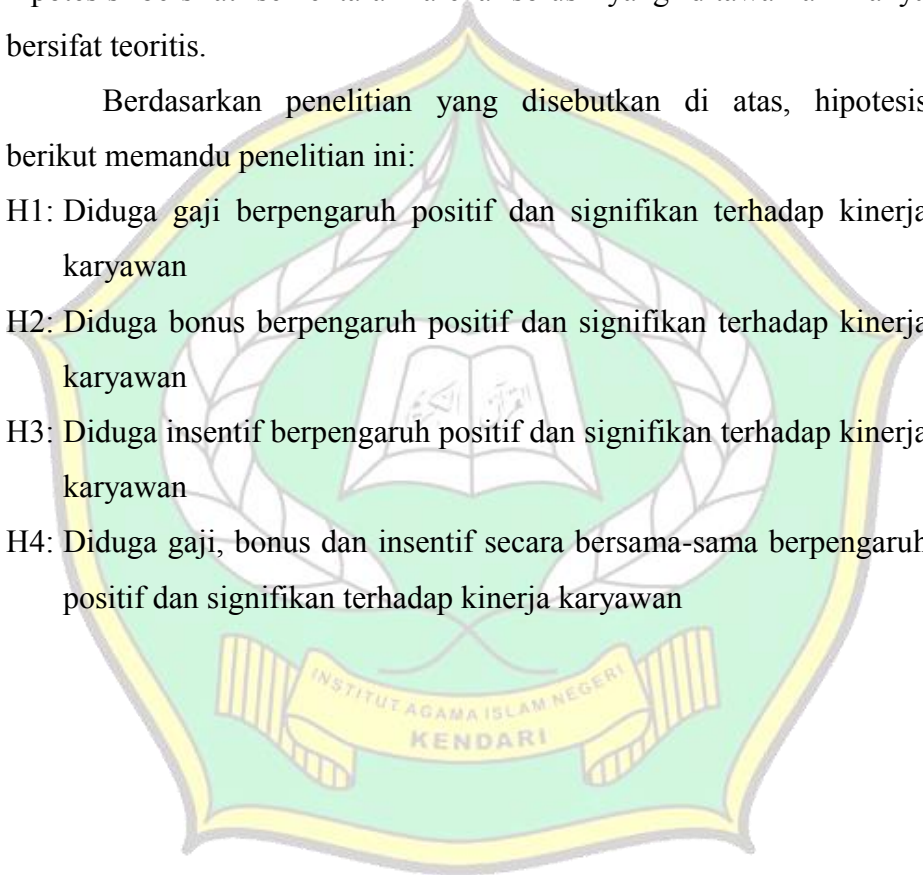 bersifat teoritis.
Berdasarkan penelitian yang disebutkan di atas, hipotesis
berikut memandu penelitian ini:
H1: Diduga gaji berpengaruh positif dan signifikan terhadap kinerja
karyawan
H2: Diduga bonus berpengaruh positif dan signifikan terhadap kinerja
karyawan
H3: Diduga insentif berpengaruh positif dan signifikan terhadap kinerja
karyawan
H4: Diduga gaji, bonus dan insentif secara bersama-sama berpengaruh
positif dan signifikan terhadap kinerja karyawan
القرآن الكريم
INSTITUT AGAMA ISLAM NEGERI
KENDARI